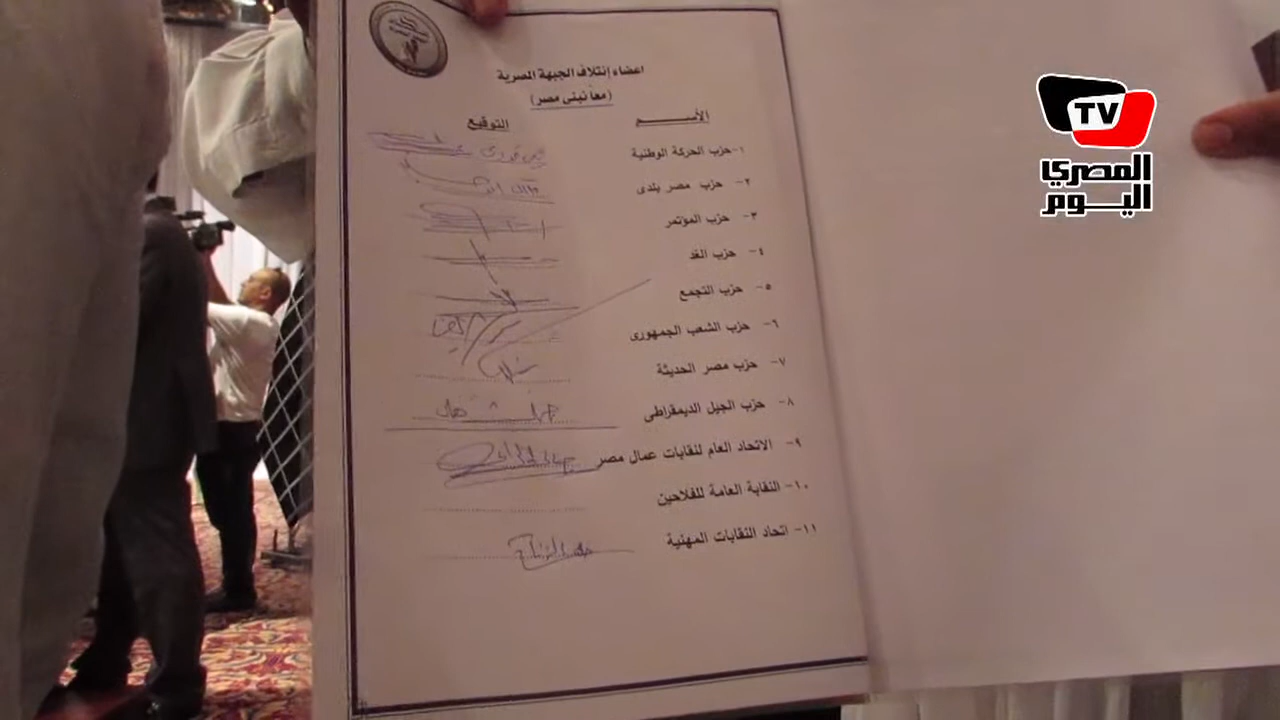 اعضاء إئتلاف الجبهة المصرية
(معاً نبنى مصر)
الأســـم التوقيع
١- حزب الحركة الوطنية
٢- حزب مصر بلدى
٣- حزب المؤتمر
٤- حزب الغد
٥- حزب التجمع
٦- حزب الشعب الجمهورى
٧- حزب مصر الحديثة
٨- حزب الجيل الديمقراطى
٩- الاتحاد العام لنقابات عمال مصر
١٠- النقابة العامة للفلاحين
١١- اتحاد النقابات المهنية
TV
المصري
اليوم